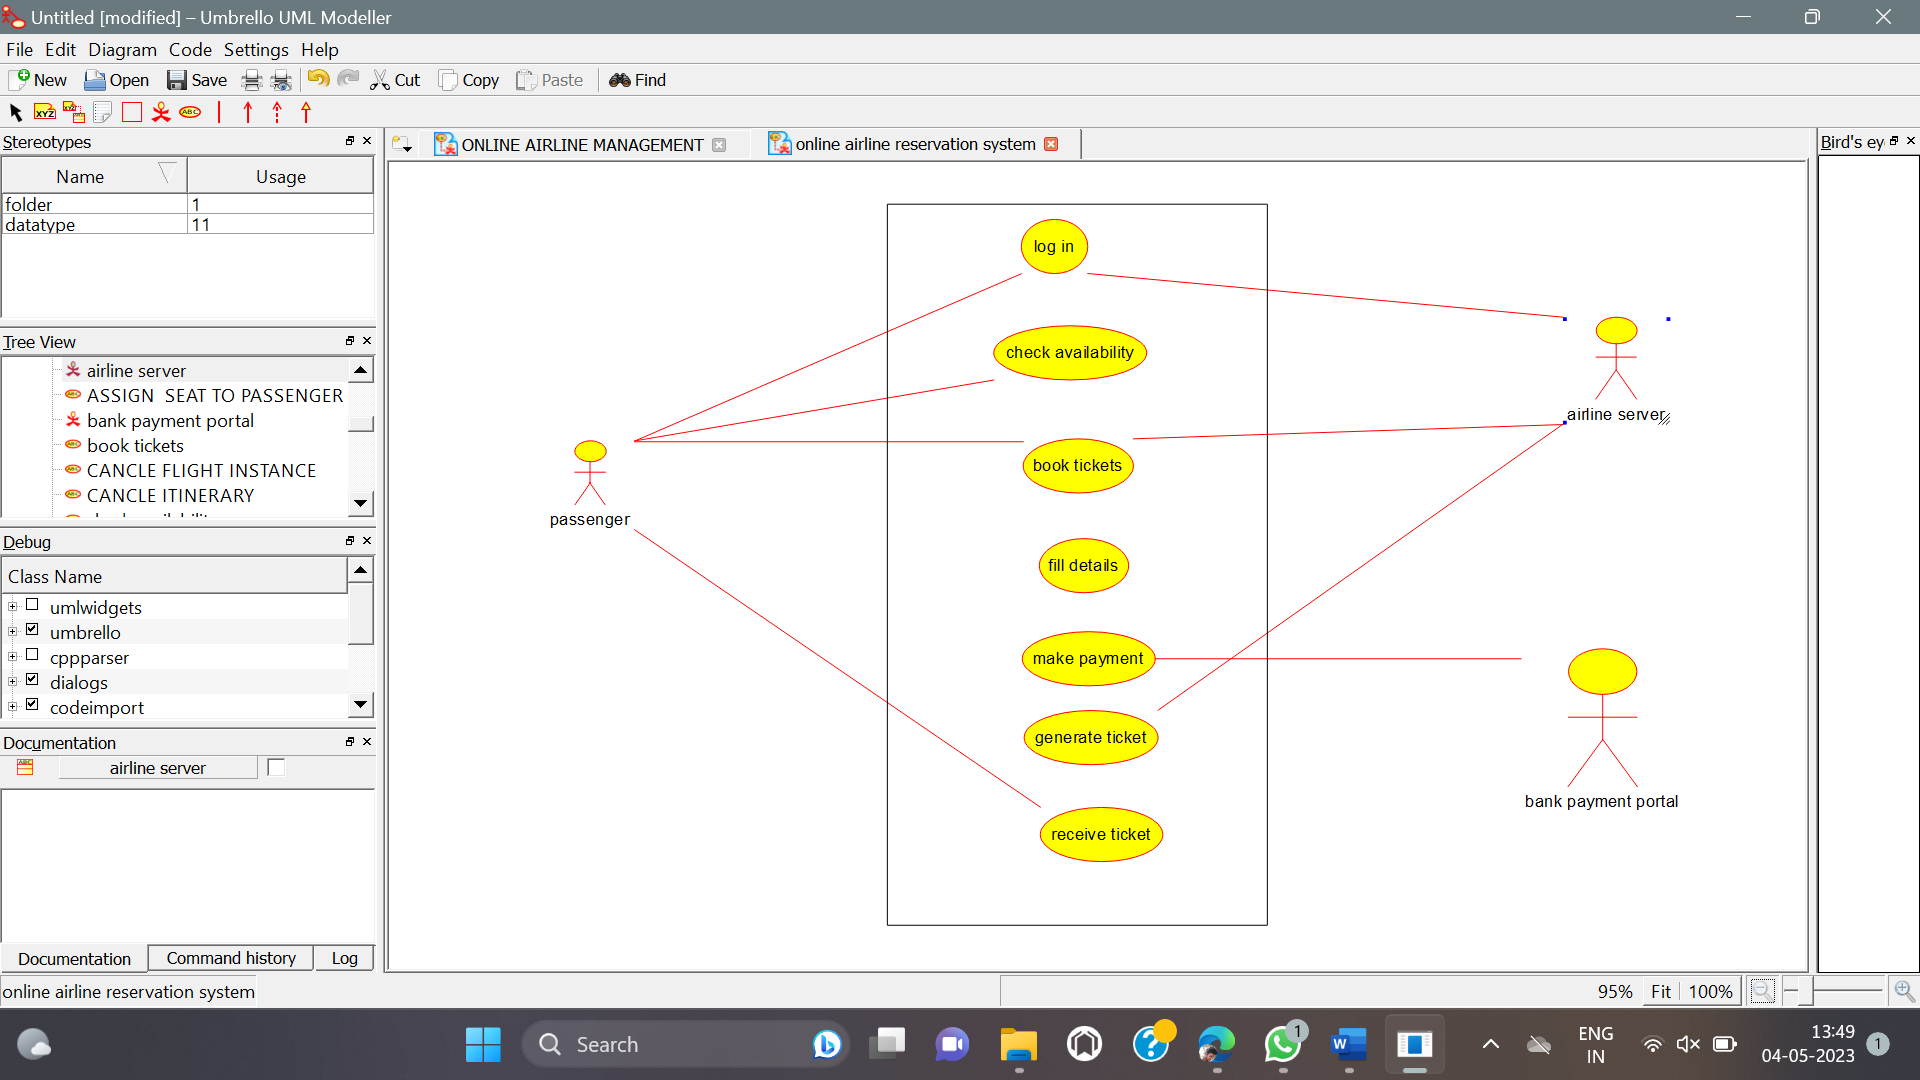 Untitled [modified] – Umbrello UML Modeller
File Edit Diagram Code Settings Help
New Open Save Cut Copy Paste Find
XYZ XYZ ABC
Stereotypes
Name Usage
folder 1
datatype 11
Tree View
airline server
ASSIGN SEAT TO PASSENGER
bank payment portal
book tickets
CANCLE FLIGHT INSTANCE
CANCLE ITINERARY
Debug
Class Name
umlwidgets
umbrello
cppparser
dialogs
codeimport
Documentation
airline server
Documentation Command history Log
online airline reservation system
ONLINE AIRLINE MANAGEMENT
online airline reservation system
Bird's ey
log in
check availability
book tickets
fill details
make payment
generate ticket
receive ticket
passenger
airline server
bank payment portal
95% Fit 100%
Search
1
ENG
IN
13:49
04-05-2023
1